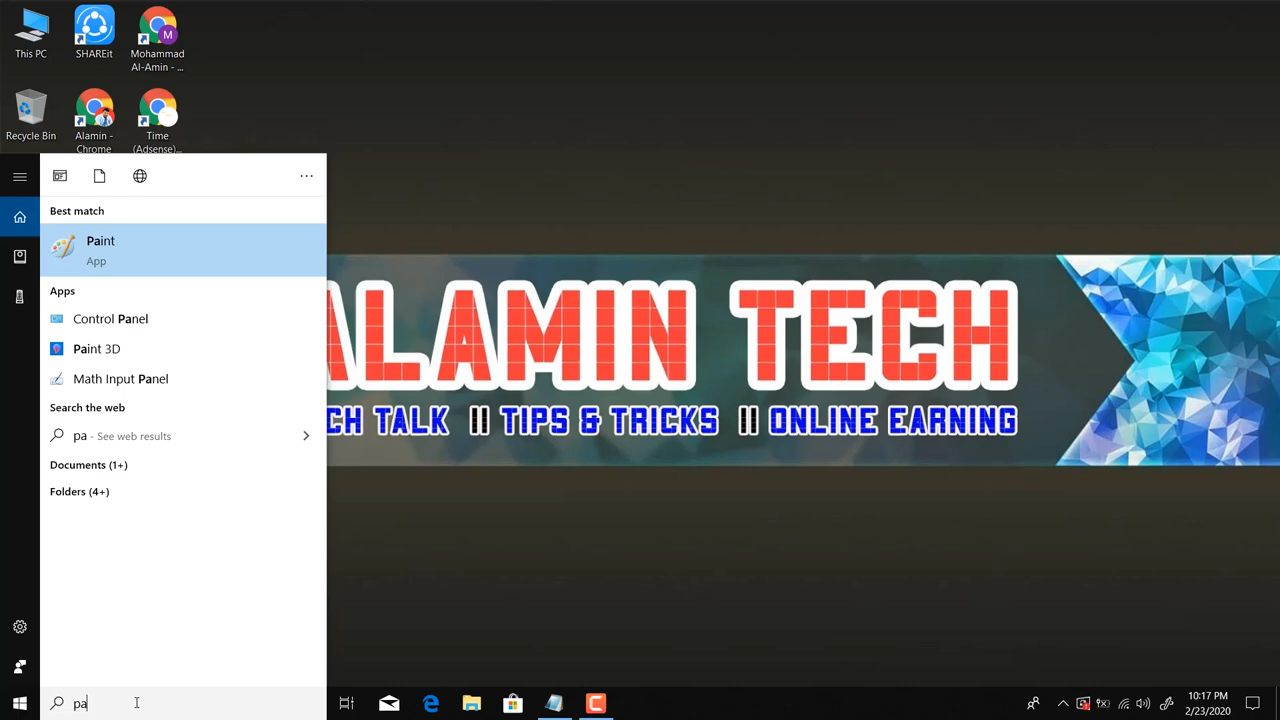 This PC
SHAREit
Mohammad
Al-Amin - ...
M
Recycle Bin
Alamin -
Chrome
Time
(Adsense)...
Best match
Paint
App
Apps
Control Panel
Paint 3D
Math Input Panel
Search the web
pa - See web results
Documents (1+)
Folders (4+)
pa
ALAMIN TECH
CH TALK || TIPS & TRICKS || ONLINE EARNING
10:17 PM
2/23/2020